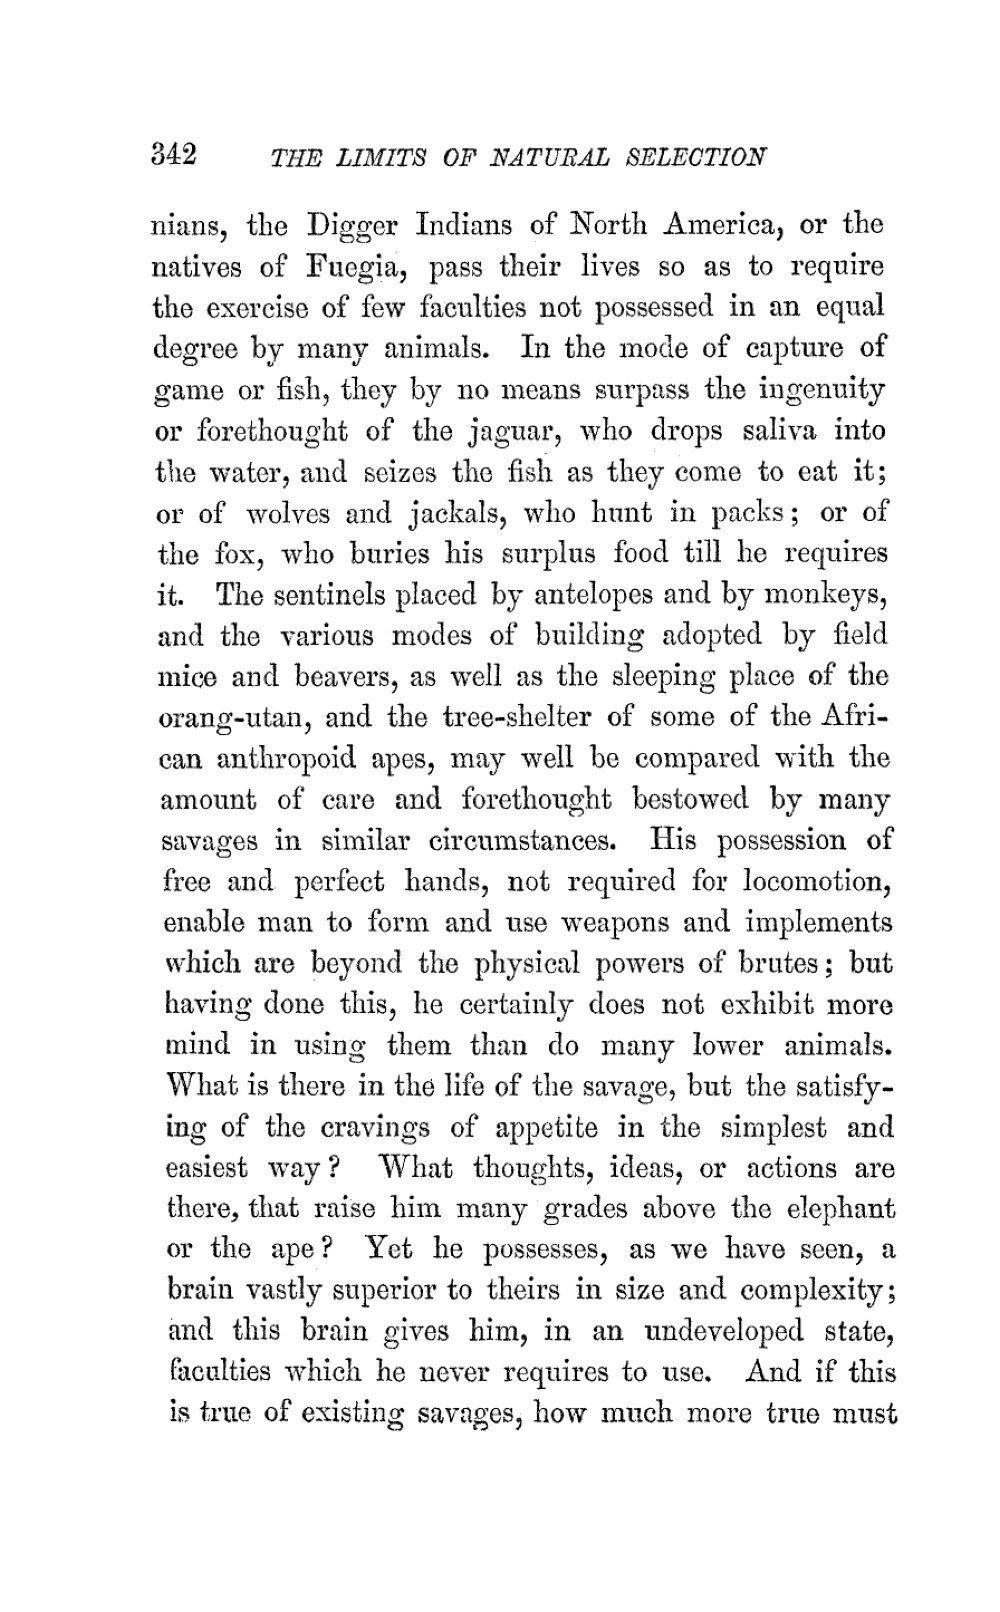 342 THE LIMITS OF NATURAL SELECTION
nians, the Digger Indians of North America, or the
natives of Fuegia, pass their lives so as to require
the exercise of few faculties not possessed in an equal
degree by many animals. In the mode of capture of
game or fish, they by no means surpass the ingenuity
or forethought of the jaguar, who drops saliva into
the water, and seizes the fish as they come to eat it;
or of wolves and jackals, who hunt in packs; or of
the fox, who buries his surplus food till he requires
it. The sentinels placed by antelopes and by monkeys,
and the various modes of building adopted by field
mice and beavers, as well as the sleeping place of the
orang-utan, and the tree-shelter of some of the Afri-
can anthropoid apes, may well be compared with the
amount of care and forethought bestowed by many
savages in similar circumstances. His possession of
free and perfect hands, not required for locomotion,
enable man to form and use weapons and implements
which are beyond the physical powers of brutes; but
having done this, he certainly does not exhibit more
mind in using them than do many lower animals.
What is there in the life of the savage, but the satisfy-
ing of the cravings of appetite in the simplest and
easiest way? What thoughts, ideas, or actions are
there, that raise him many grades above the elephant
or the ape? Yet he possesses, as we have seen, a
brain vastly superior to theirs in size and complexity;
and this brain gives him, in an undeveloped state,
faculties which he never requires to use. And if this
is true of existing savages, how much more true must